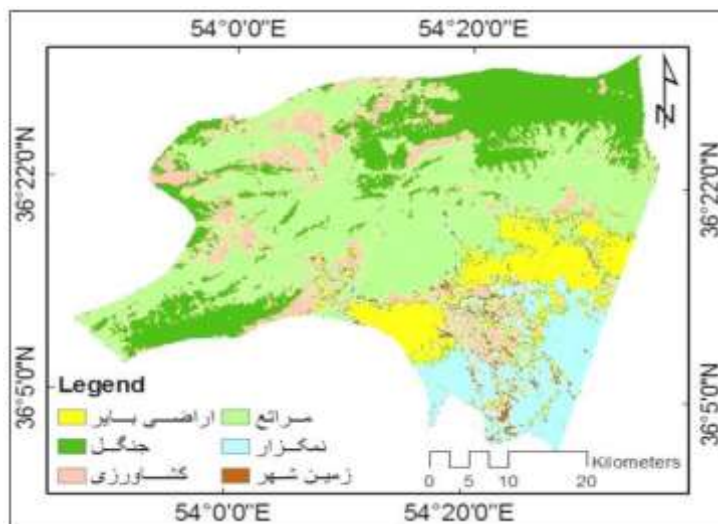 54°0'0"E 54°20'0"E
N
36°22'0"N 36°22'0"N
36°5'0"N 36°5'0"N
Legend
اراضی بایر مراتع
جنگل نمکزار
کشاورزی زمین شهر
Kilometers
0 5 10 20
54°0'0"E 54°20'0"E